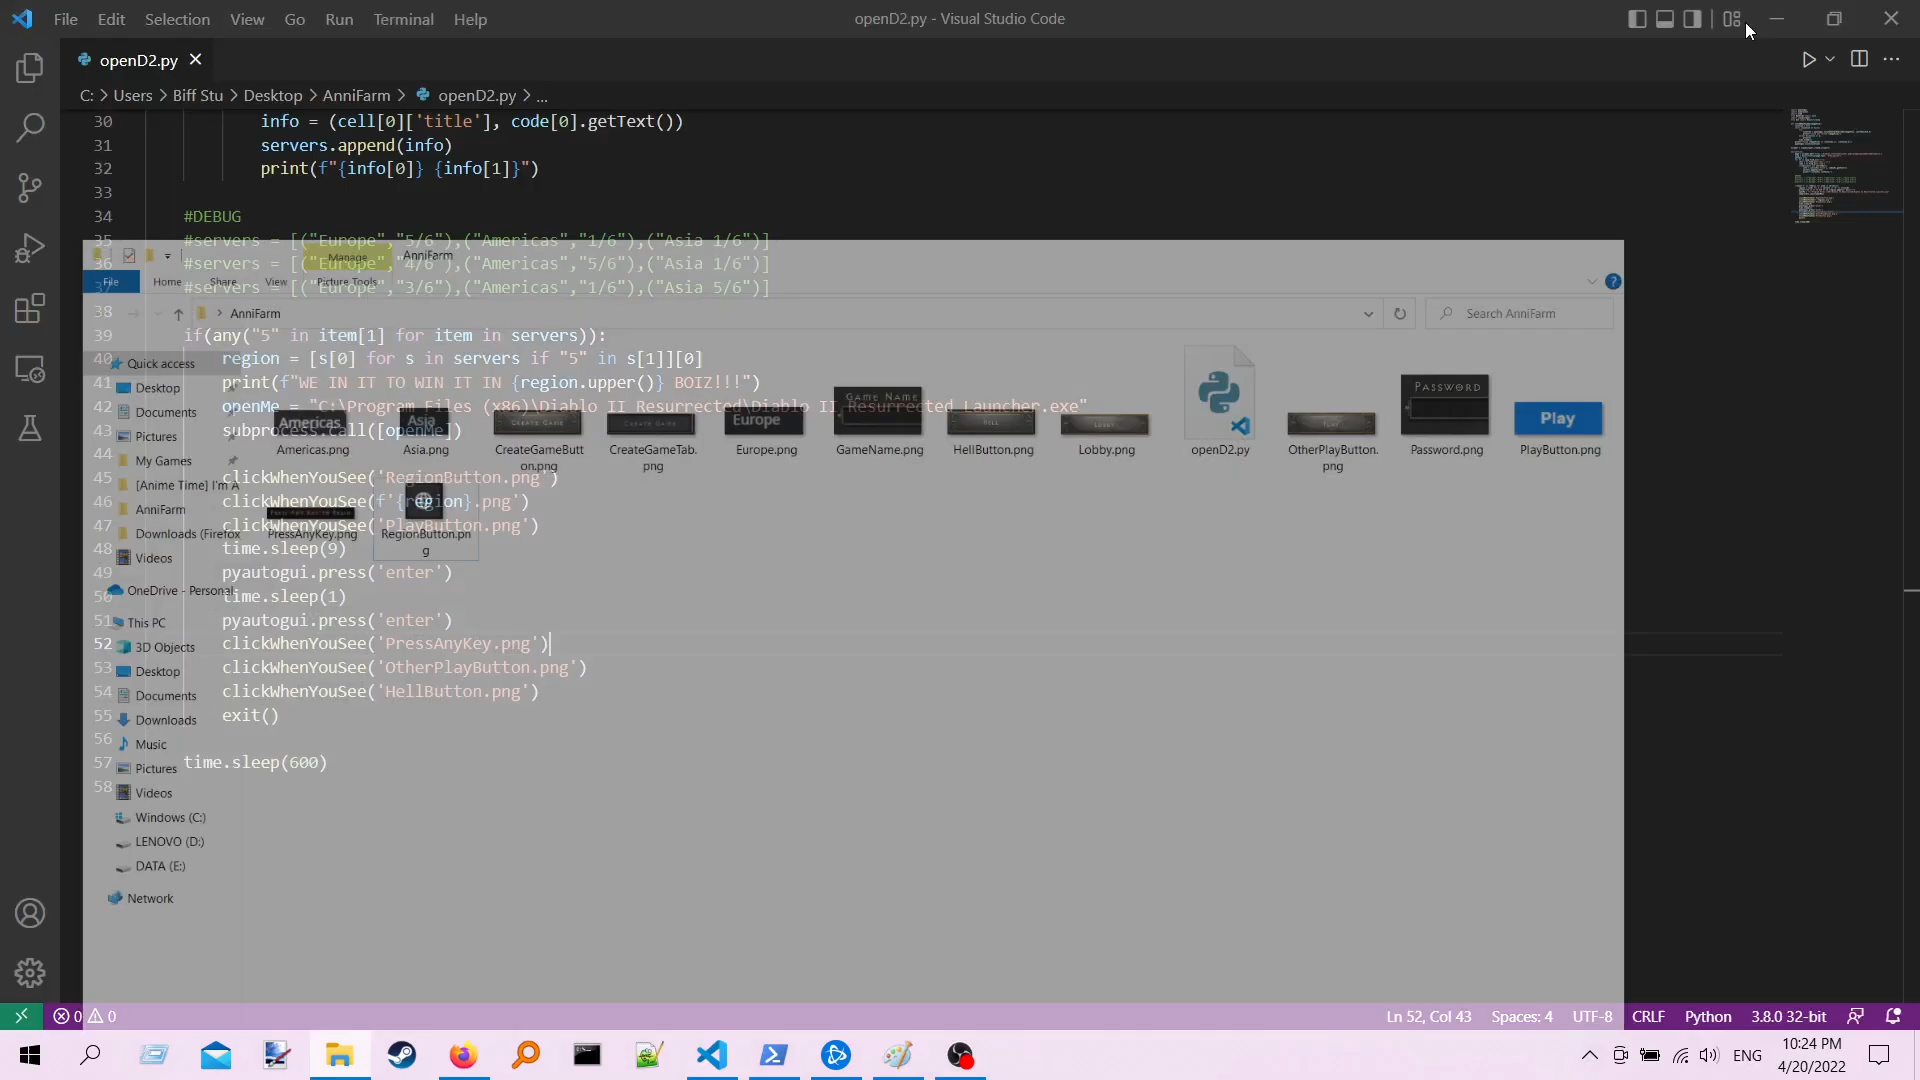 File Edit Selection View Go Run Terminal Help
openD2.py - Visual Studio Code
openD2.py
C: > Users > Biff Stu > Desktop > AnniFarm > openD2.py > ...
30 info = (cell[0]['title'], code[0].getText())
31 servers.append(info)
32 print(f"{info[0]} {info[1]}")
33
34 #DEBUG
35 #servers = [("Europe","5/6"),("Americas","1/6"),("Asia 1/6")]
Manage AnniFarm
36 #servers = [("Europe","4/6"),("Americas","5/6"),("Asia 1/6")]
File Home Share View Picture Tools
37 #servers = [("Europe","3/6"),("Americas","1/6"),("Asia 5/6")]
38
AnniFarm
Search AnniFarm
39 if(any("5" in item[1] for item in servers)):
40 region = [s[0] for s in servers if "5" in s[1]][0]
41 print(f"WE IN IT TO WIN IT IN {region.upper()} BOIZ!!!")
42 openMe = "C:\Program Files (x86)\Diablo II Resurrected\Diablo II Resurrected Launcher.exe"
43 subprocess.call([openMe])
44
45 clickWhenYouSee('RegionButton.png')
46 clickWhenYouSee(f'{region}.png')
47 clickWhenYouSee('PlayButton.png')
48 time.sleep(9)
49 pyautogui.press('enter')
50 time.sleep(1)
51 pyautogui.press('enter')
52 clickWhenYouSee('PressAnyKey.png')
53 clickWhenYouSee('OtherPlayButton.png')
54 clickWhenYouSee('HellButton.png')
55 exit()
56
57 time.sleep(600)
58
Quick access
Desktop
Documents
Pictures
My Games
[Anime Time] I'm A
AnniFarm
Downloads (Firefox
Videos
OneDrive - Personal
This PC
3D Objects
Desktop
Documents
Downloads
Music
Pictures
Videos
Windows (C:)
LENOVO (D:)
DATA (E:)
Network
Americas
Asia
CREATE GAME
CREATE GAME
Europe
GAME NAME
HELL
LOBBY
PLAY
PASSWORD
Play
Americas.png
Asia.png
CreateGameButt
on.png
CreateGameTab.
png
Europe.png
GameName.png
HellButton.png
Lobby.png
openD2.py
OtherPlayButton.
png
Password.png
PlayButton.png
PressAnyKey.png
RegionButton.pn
g
0 0
Ln 52, Col 43 Spaces: 4 UTF-8 CRLF Python 3.8.0 32-bit
ENG
10:24 PM
4/20/2022